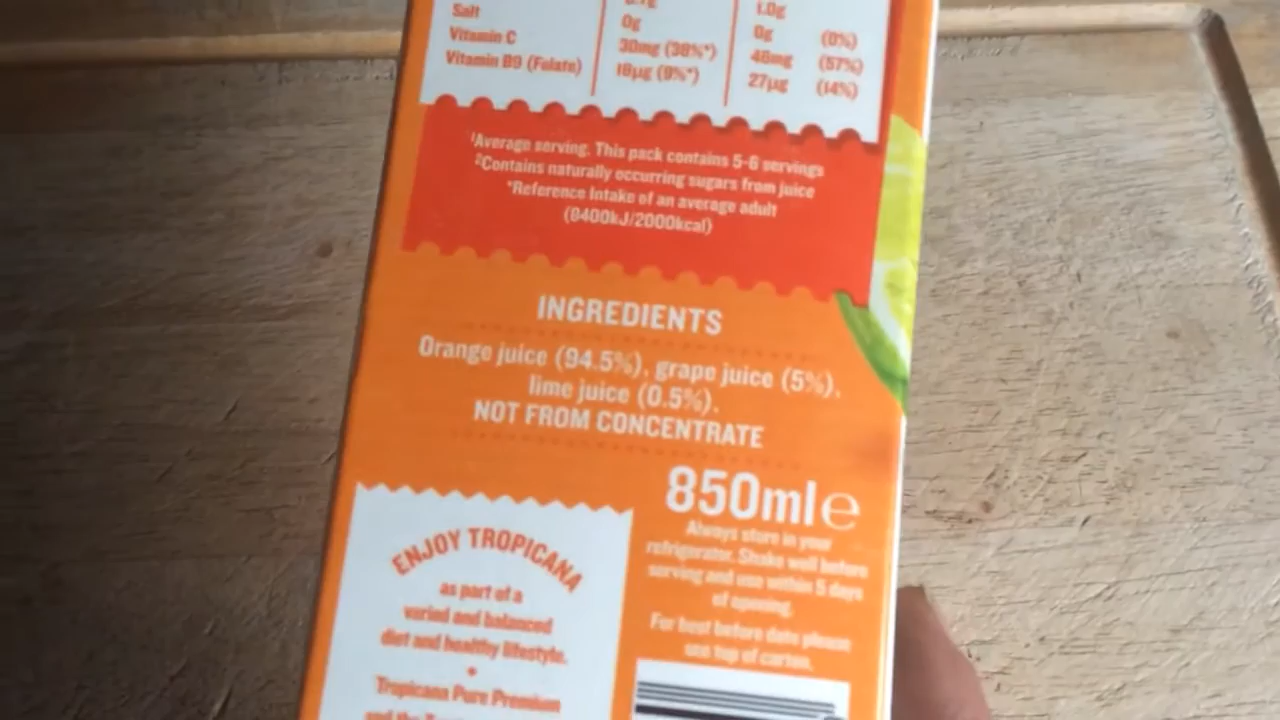 Salt 0g 0g (0%)
Vitamin C 30mg (38%*) 46mg (57%)
Vitamin B9 (Folate) 18µg (9%*) 27µg (14%)
¹Average serving. This pack contains 5-6 servings
²Contains naturally occurring sugars from juice
*Reference Intake of an average adult
(8400kJ/2000kcal)
INGREDIENTS
Orange juice (94.5%), grape juice (5%),
lime juice (0.5%).
NOT FROM CONCENTRATE
850ml℮
Always store in your
refrigerator. Shake well before
serving and use within 5 days
of opening.
For best before date please
see top of carton.
ENJOY TROPICANA
as part of a
varied and balanced
diet and healthy lifestyle.
•
Tropicana Pure Premium
and the